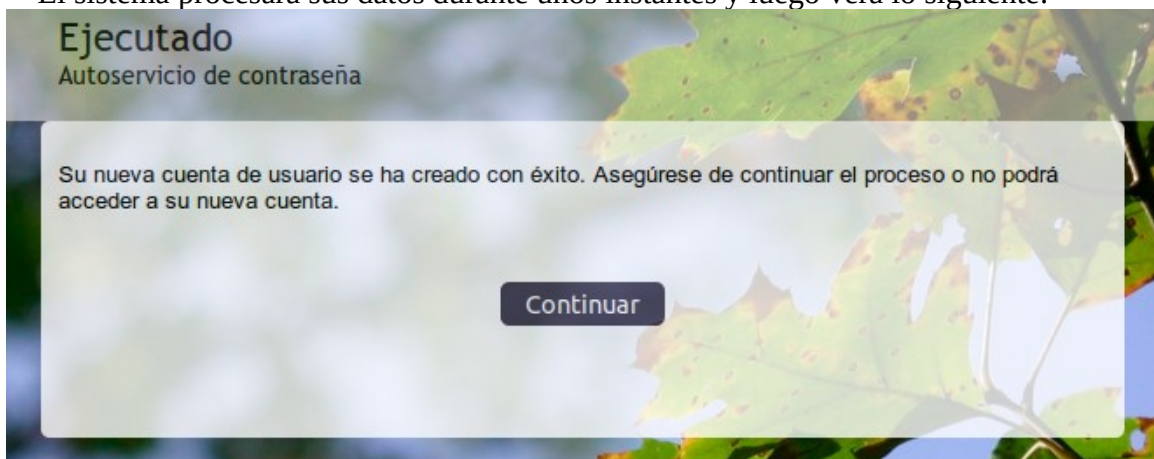 El sistema procesará sus datos durante unos instantes y luego verá lo siguiente:
Ejecutado
Autoservicio de contraseña
Su nueva cuenta de usuario se ha creado con éxito. Asegúrese de continuar el proceso o no podrá
acceder a su nueva cuenta.
Continuar